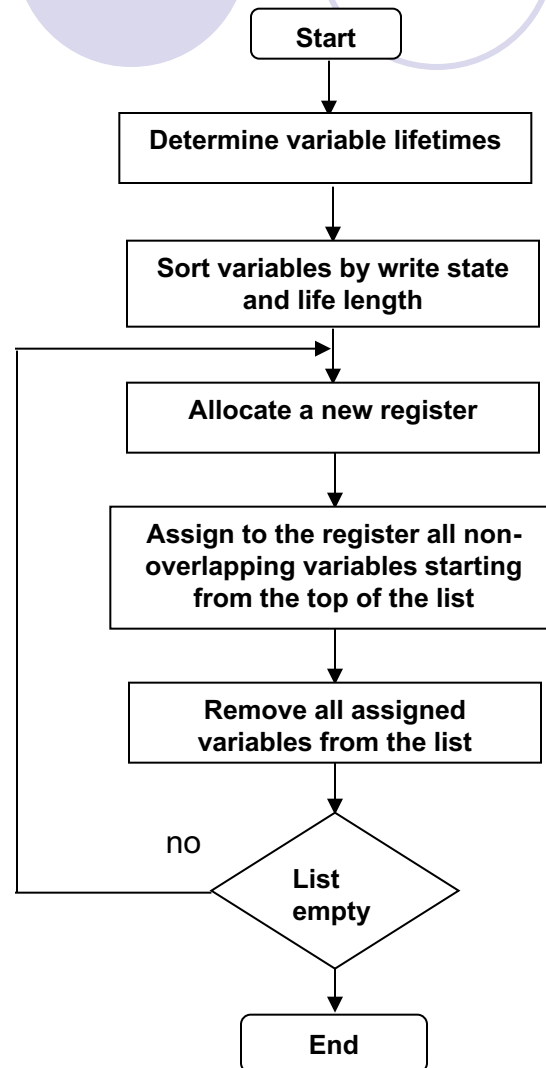 Start
Determine variable lifetimes
Sort variables by write state
and life length
Allocate a new register
Assign to the register all non-
overlapping variables starting
from the top of the list
Remove all assigned
variables from the list
no
List
empty
End